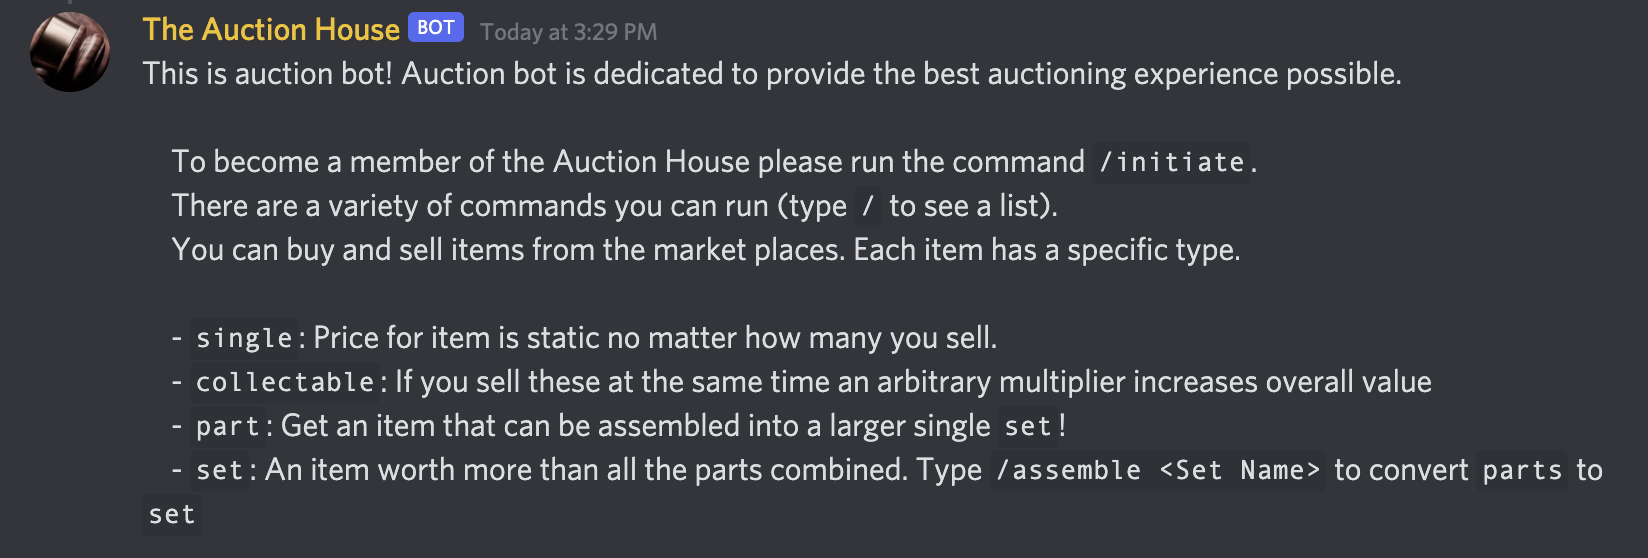 The Auction House BOT Today at 3:29 PM
This is auction bot! Auction bot is dedicated to provide the best auctioning experience possible.
To become a member of the Auction House please run the command /initiate.
There are a variety of commands you can run (type / to see a list).
You can buy and sell items from the market places. Each item has a specific type.
- single: Price for item is static no matter how many you sell.
- collectable: If you sell these at the same time an arbitrary multiplier increases overall value
- part: Get an item that can be assembled into a larger single set!
- set: An item worth more than all the parts combined. Type /assemble <Set Name> to convert parts to
set